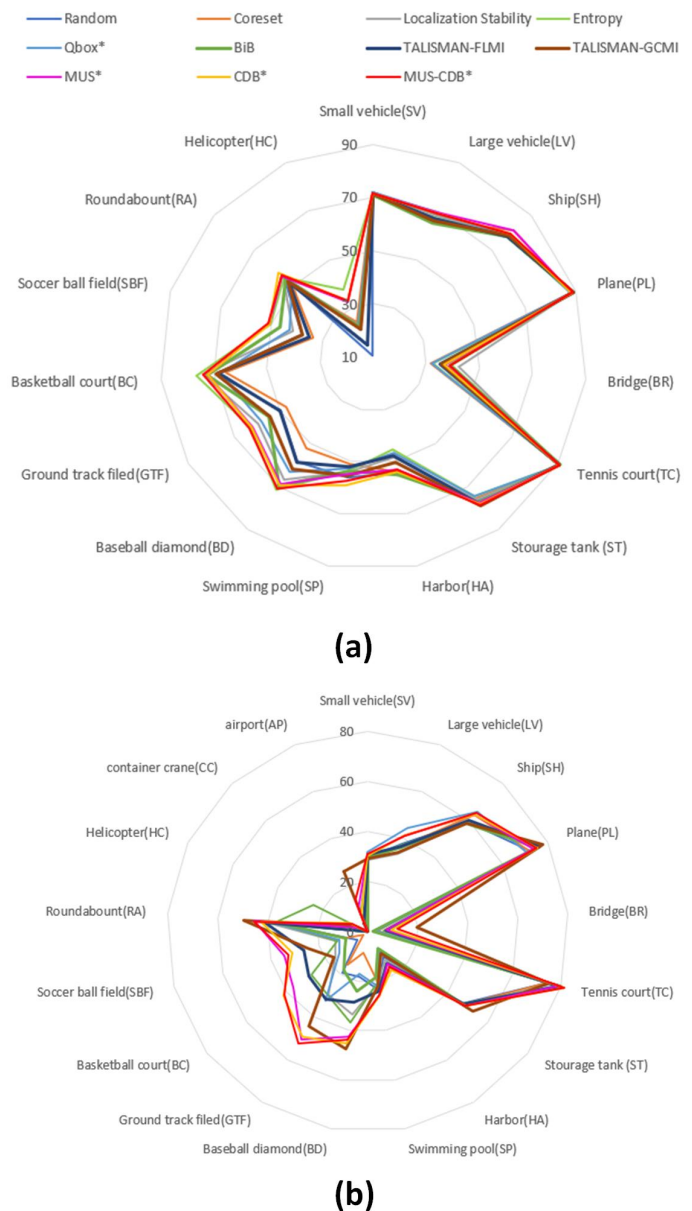 Random Coreset Localization Stability Entropy
Qbox* BiB TALISMAN-FLMI TALISMAN-GCMI
MUS* CDB* MUS-CDB*
Small vehicle(SV)
90
Helicopter(HC) Large vehicle(LV)
Roundabount(RA) 70 Ship(SH)
50
Soccer ball field(SBF) 30 Plane(PL)
10
Basketball court(BC) Bridge(BR)
Ground track filed(GTF) Tennis court(TC)
Baseball diamond(BD) Stourage tank (ST)
Swimming pool(SP) Harbor(HA)
(a)
Small vehicle(SV)
80
airport(AP) Large vehicle(LV)
container crane(CC) 60 Ship(SH)
Helicopter(HC) 40 Plane(PL)
20
Roundabount(RA) 0 Bridge(BR)
Soccer ball field(SBF) Tennis court(TC)
Basketball court(BC) Stourage tank (ST)
Ground track filed(GTF) Harbor(HA)
Baseball diamond(BD) Swimming pool(SP)
(b)